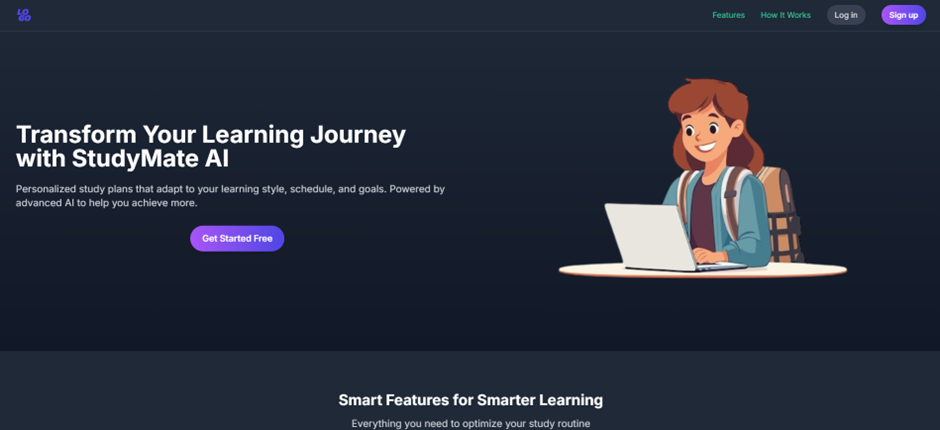 LO
GO
Features
How It Works
Log in
Sign up
Transform Your Learning Journey
with StudyMate AI
Personalized study plans that adapt to your learning style, schedule, and goals. Powered by
advanced AI to help you achieve more.
Get Started Free
Smart Features for Smarter Learning
Everything you need to optimize your study routine